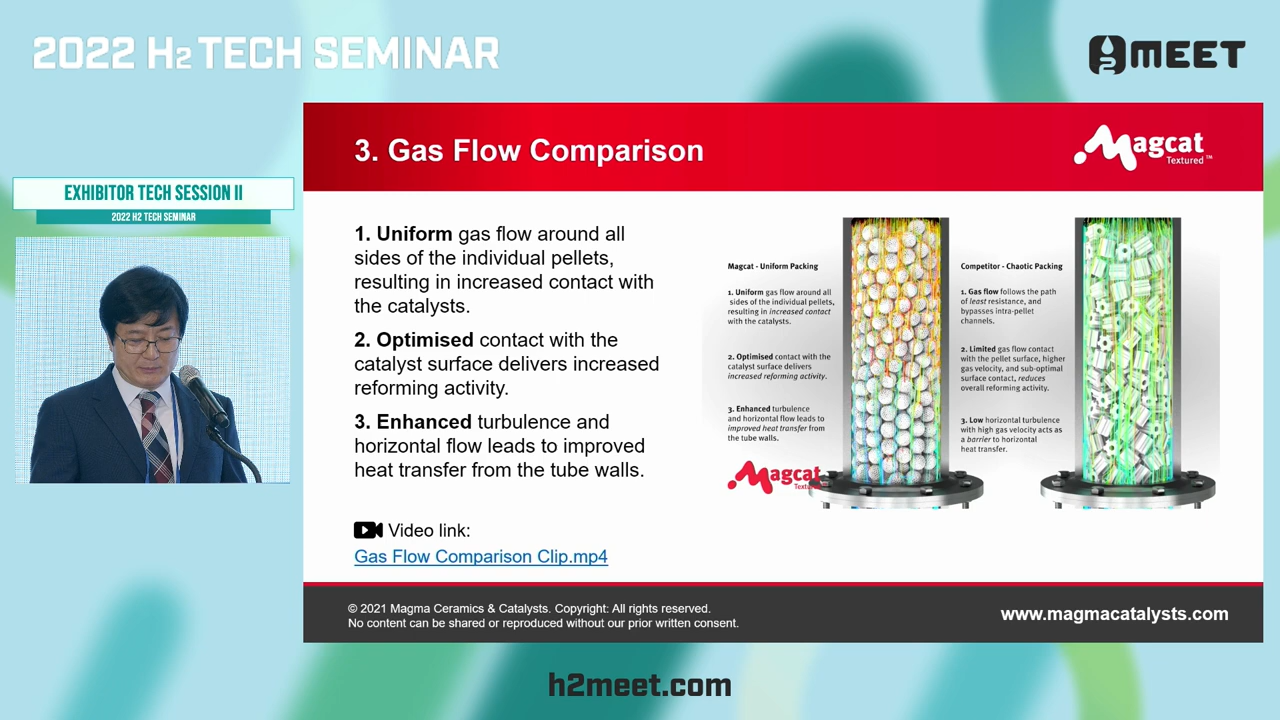 2022 H2 TECH SEMINAR
MEET
EXHIBITOR TECH SESSION II
2022 H2 TECH SEMINAR
3. Gas Flow Comparison
Magcat
Textured™
1. Uniform gas flow around all
sides of the individual pellets,
resulting in increased contact with
the catalysts.
2. Optimised contact with the
catalyst surface delivers increased
reforming activity.
3. Enhanced turbulence and
horizontal flow leads to improved
heat transfer from the tube walls.
Video link:
Gas Flow Comparison Clip.mp4
Magcat - Uniform Packing
1. Uniform gas flow around all
sides of the individual pellets,
resulting in increased contact
with the catalysts.
2. Optimised contact with the
catalyst surface delivers
increased reforming activity.
3. Enhanced turbulence
and horizontal flow leads to
improved heat transfer from
the tube walls.
Magcat
Textured
Competitor - Chaotic Packing
1. Gas flow follows the path
of least resistance, and
bypasses intra-pellet
channels.
2. Limited gas flow contact
with the pellet surface, higher
gas velocity, and sub-optimal
surface contact, reduces
overall reforming activity.
3. Low horizontal turbulence
with high gas velocity acts as
a barrier to horizontal
heat transfer.
© 2021 Magma Ceramics & Catalysts. Copyright: All rights reserved.
No content can be shared or reproduced without our prior written consent.
www.magmacatalysts.com
h2meet.com